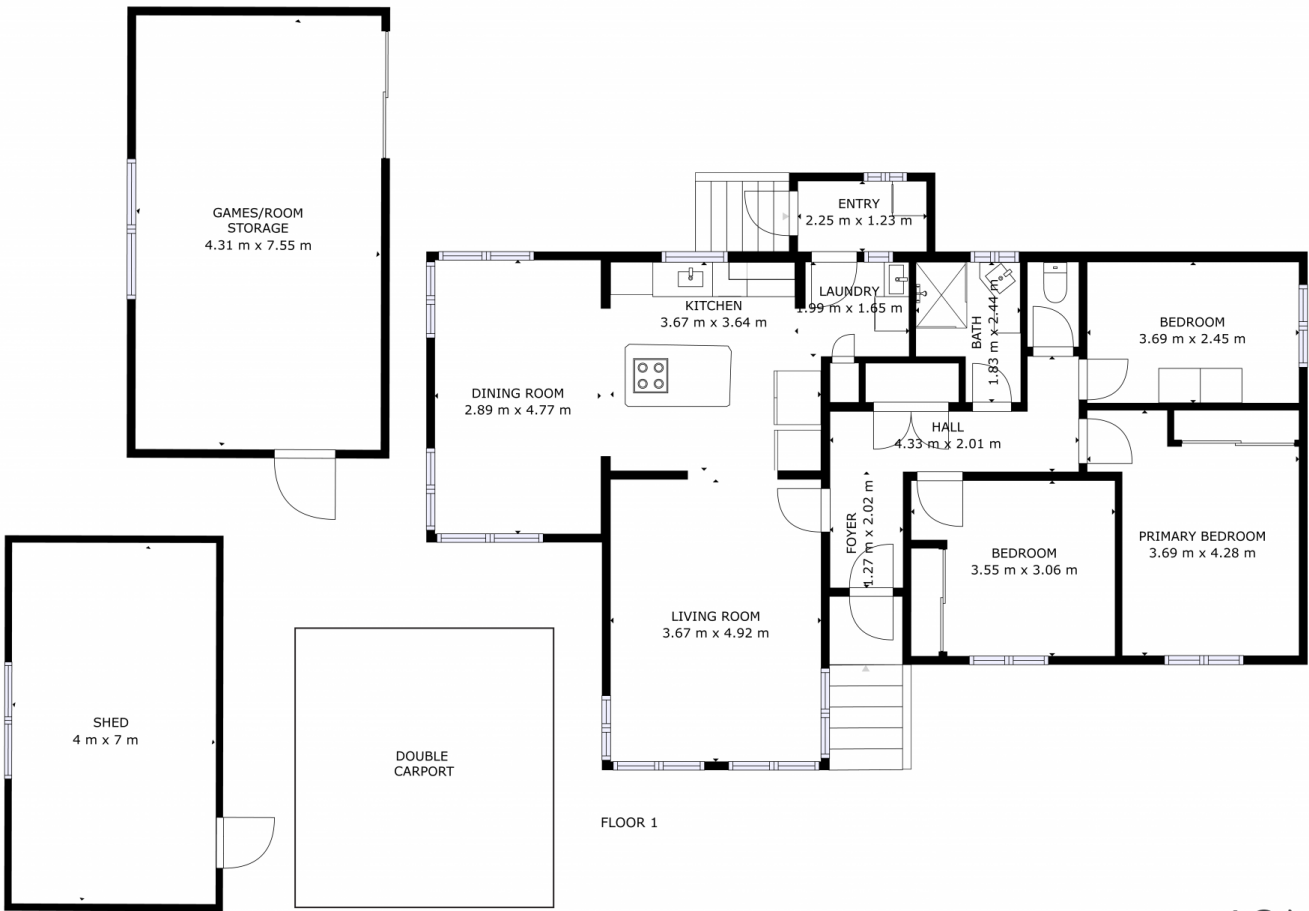 GAMES/ROOM
STORAGE
4.31 m x 7.55 m
ENTRY
2.25 m x 1.23 m
KITCHEN
3.67 m x 3.64 m
LAUNDRY
1.99 m x 1.65 m
BATH
1.83 m x 2.44 m
BEDROOM
3.69 m x 2.45 m
DINING ROOM
2.89 m x 4.77 m
HALL
4.33 m x 2.01 m
FOYER
1.27 m x 2.02 m
BEDROOM
3.55 m x 3.06 m
PRIMARY BEDROOM
3.69 m x 4.28 m
LIVING ROOM
3.67 m x 4.92 m
SHED
4 m x 7 m
DOUBLE
CARPORT
FLOOR 1